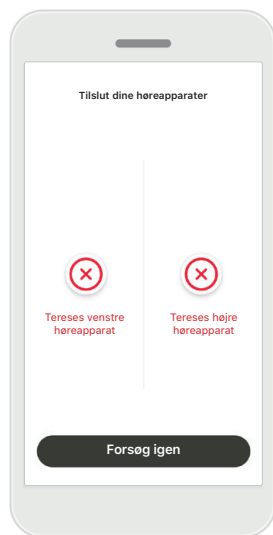 Tilslut dine høreapparater
Tereses venstre
høreapparat
Tereses højre
høreapparat
Forsøg igen